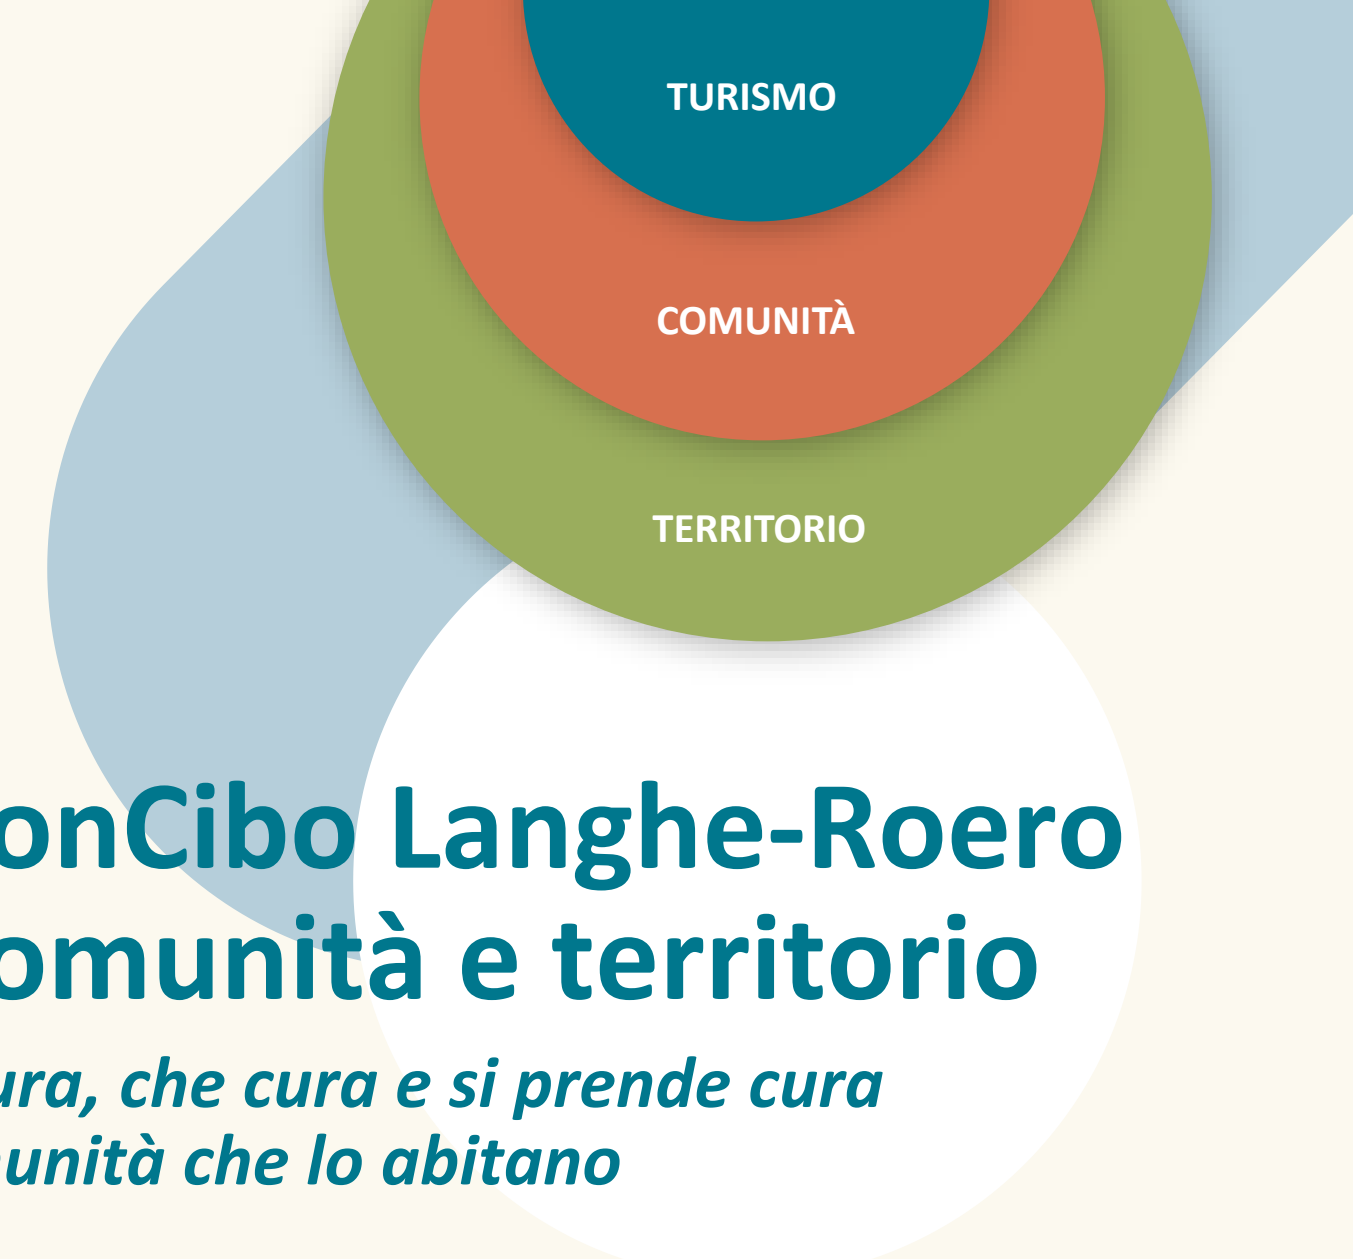 TURISMO
COMUNITÀ
TERRITORIO
onCibo Langhe-Roero
omunità e territorio
ura, che cura e si prende cura
unità che lo abitano